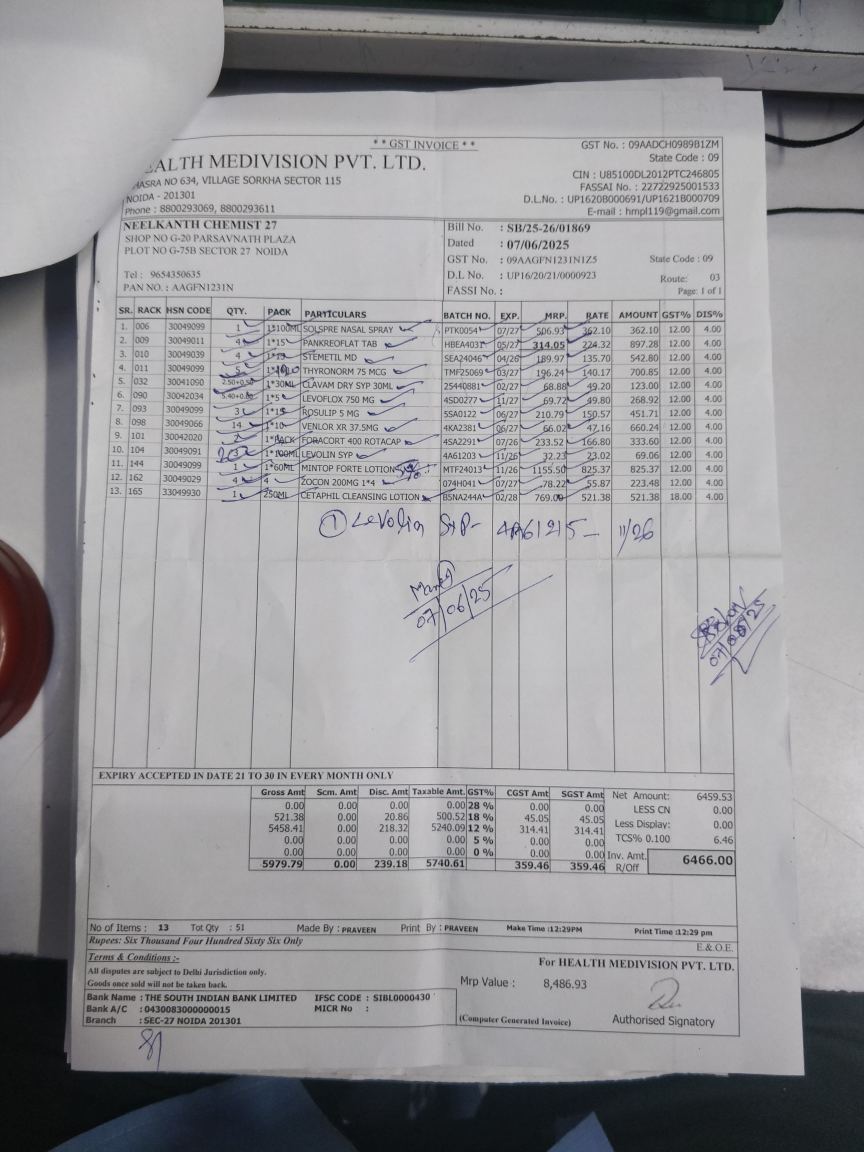 ** GST INVOICE **
GST No. : 09AADCH0989B1ZM
EALTH MEDIVISION PVT. LTD.
State Code : 09
HASRA NO 634, VILLAGE SORKHA SECTOR 115
CIN : U85100DL2012PTC246805
NOIDA - 201301
FASSAI No. : 22722925001533
Phone : 8800293069, 8800293611
D.L.No. : UP1620B000691/UP1621B000709
E-mail : hmpl119@gmail.com
NEELKANTH CHEMIST 27
SHOP NO G-20 PARSAVNATH PLAZA
PLOT NO G-75B SECTOR 27 NOIDA
Tel : 9654350635
PAN NO. : AAGFN1231N
Bill No. : SB/25-26/01869
Dated : 07/06/2025
GST No. : 09AAGFN1231N1Z5 State Code : 09
D.L No. : UP16/20/21/0000923 Route: 03
FASSI No. : Page: 1 of 1
SR. RACK HSN CODE QTY. PACK PARTICULARS BATCH NO. EXP. MRP. RATE AMOUNT GST% DIS%
1. 006 30049099 1 1*100ML SOLSPRE NASAL SPRAY PTK0054 07/27 506.93 362.10 362.10 12.00 4.00
2. 009 30049011 4 1*15 PANKREOFLAT TAB HBEA4031 05/27 314.05 224.32 897.28 12.00 4.00
3. 010 30049039 4 STEMETIL MD SEA24046 04/26 189.97 135.70 542.80 12.00 4.00
4. 011 30049099 5 THYRONORM 75 MCG TMF25069 03/27 196.24 140.17 700.85 12.00 4.00
5. 032 30041090 2.50+0.50 1*30ML CLAVAM DRY SYP 30ML 25440881 02/27 68.88 49.20 123.00 12.00 4.00
6. 090 30042034 5.40+0.60 1*5 LEVOFLOX 750 MG 4SD0277 11/27 69.72 49.80 268.92 12.00 4.00
7. 093 30049099 3 1*15 ROSULIP 5 MG SSA0122 06/27 210.79 150.57 451.71 12.00 4.00
8. 098 30049066 14 1*10 VENLOR XR 37.5MG 4KA2381 06/27 66.02 47.16 660.24 12.00 4.00
9. 101 30042020 2 1*PACK FORACORT 400 ROTACAP 4SA2291 07/26 233.52 166.80 333.60 12.00 4.00
10. 104 30049091 1*100ML LEVOLIN SYP 4A61203 11/26 32.23 23.02 69.06 12.00 4.00
11. 144 30049099 1 1*60ML MINTOP FORTE LOTION MTF24013 11/26 1155.50 825.37 825.37 12.00 4.00
12. 162 30049029 4 4 ZOCON 200MG 1*4 074H041 07/27 78.22 55.87 223.48 12.00 4.00
13. 165 33049930 1 250ML CETAPHIL CLEANSING LOTION B5NA244A 02/28 769.00 521.38 521.38 18.00 4.00
① Levolin SyP - 4A61215 - 11/26
07/06/25
EXPIRY ACCEPTED IN DATE 21 TO 30 IN EVERY MONTH ONLY
Gross Amt Scm. Amt Disc. Amt Taxable Amt. GST% CGST Amt SGST Amt
0.00 0.00 0.00 0.00 28 % 0.00 0.00
521.38 0.00 20.86 500.52 18 % 45.05 45.05
5458.41 0.00 218.32 5240.09 12 % 314.41 314.41
0.00 0.00 0.00 0.00 5 % 0.00 0.00
0.00 0.00 0.00 0.00 0 % 0.00 0.00
5979.79 0.00 239.18 5740.61 359.46 359.46
Net Amount: 6459.53
LESS CN 0.00
Less Display: 0.00
TCS% 0.100 6.46
Inv. Amt. 6466.00
R/Off
No of Items : 13 Tot Qty : 51 Made By : PRAVEEN Print By : PRAVEEN Make Time :12:29PM Print Time :12:29 pm
Rupees: Six Thousand Four Hundred Sixty Six Only
E.& O.E.
Terms & Conditions :-
All disputes are subject to Delhi Jurisdiction only.
Goods once sold will not be taken back.
For HEALTH MEDIVISION PVT. LTD.
Mrp Value : 8,486.93
Bank Name : THE SOUTH INDIAN BANK LIMITED IFSC CODE : SIBL0000430
Bank A/C : 0430083000000015 MICR No :
Branch : SEC-27 NOIDA 201301
(Computer Generated Invoice)
Authorised Signatory